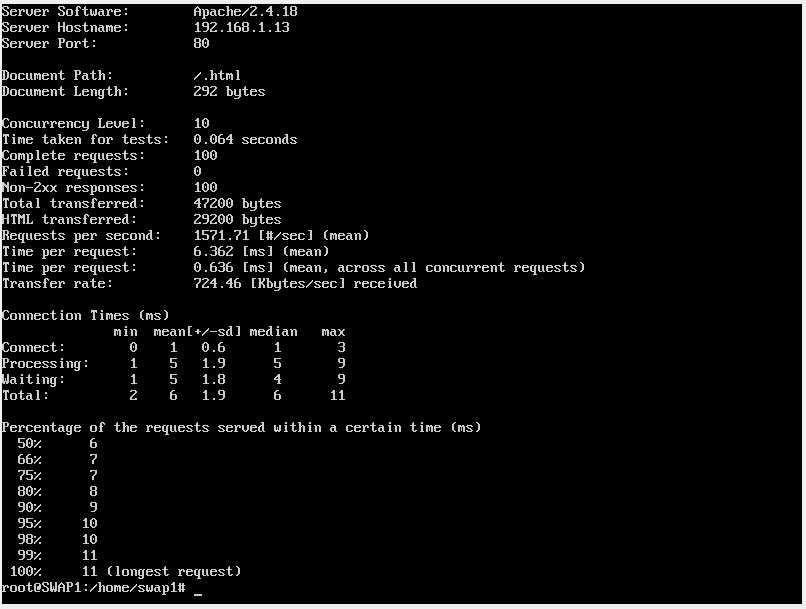 Server Software:        Apache/2.4.18
Server Hostname:        192.168.1.13
Server Port:            80

Document Path:          /.html
Document Length:        292 bytes

Concurrency Level:      10
Time taken for tests:   0.064 seconds
Complete requests:      100
Failed requests:        0
Non-2xx responses:      100
Total transferred:      47200 bytes
HTML transferred:       29200 bytes
Requests per second:    1571.71 [#/sec] (mean)
Time per request:       6.362 [ms] (mean)
Time per request:       0.636 [ms] (mean, across all concurrent requests)
Transfer rate:          724.46 [Kbytes/sec] received

Connection Times (ms)
              min  mean[+/-sd] median   max
Connect:        0    1   0.6      1       3
Processing:     1    5   1.9      5       9
Waiting:        1    5   1.8      4       9
Total:          2    6   1.9      6      11

Percentage of the requests served within a certain time (ms)
  50%      6
  66%      7
  75%      7
  80%      8
  90%      9
  95%     10
  98%     10
  99%     11
 100%     11 (longest request)
root@SWAP1:/home/swap1# _